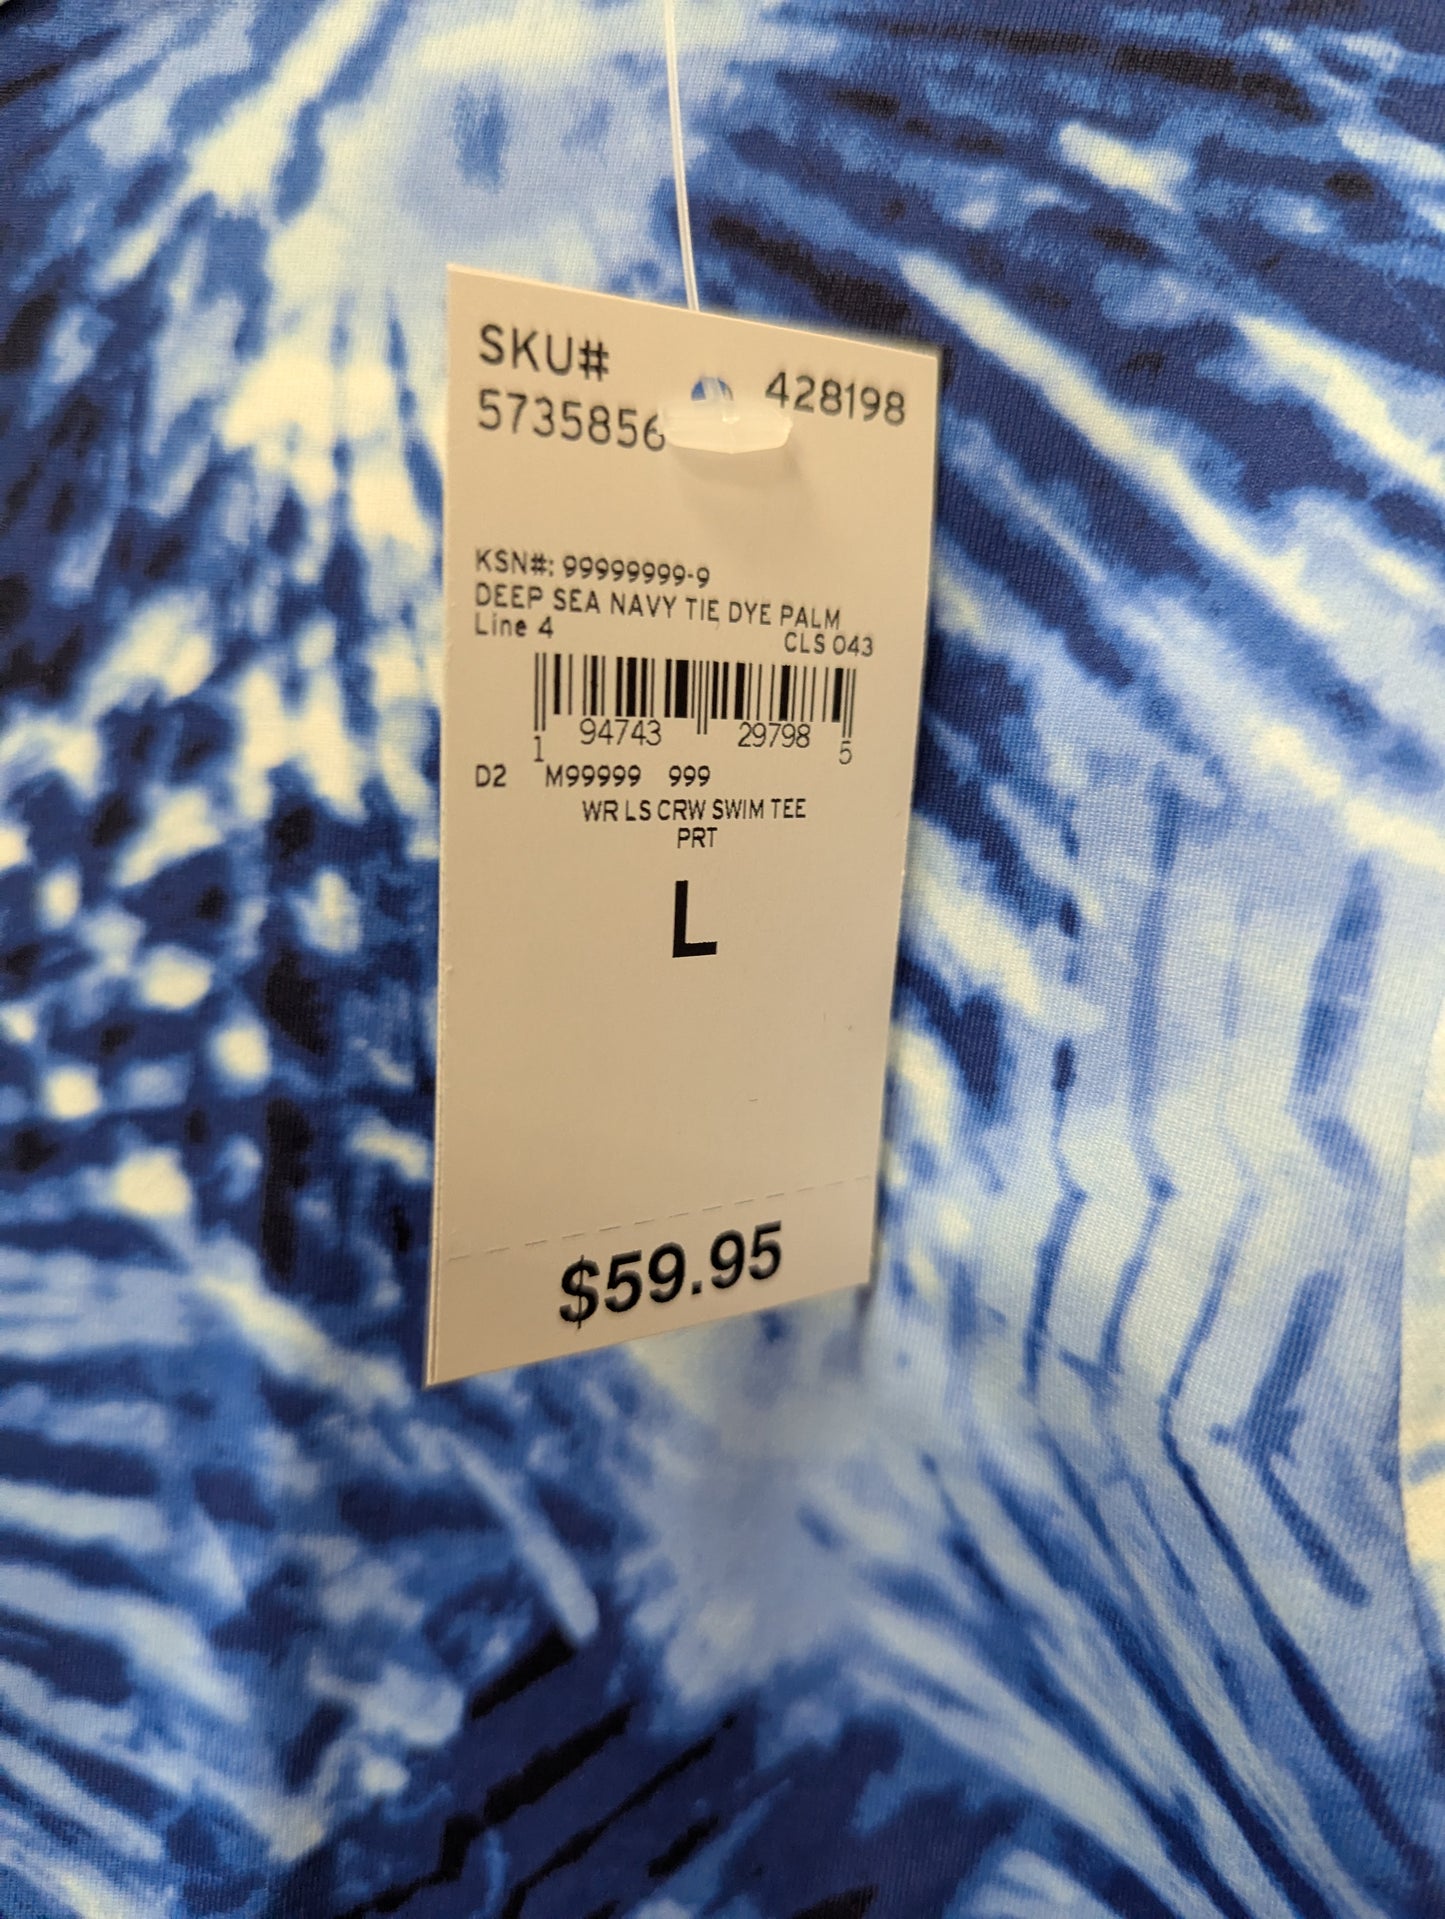 SKU#
5735856 428198
KSN#: 99999999-9
DEEP SEA NAVY TIE DYE PALM
Line 4 CLS 043
1 94743 29798 5
D2 M99999 999
WR LS CRW SWIM TEE
PRT
L
$59.95